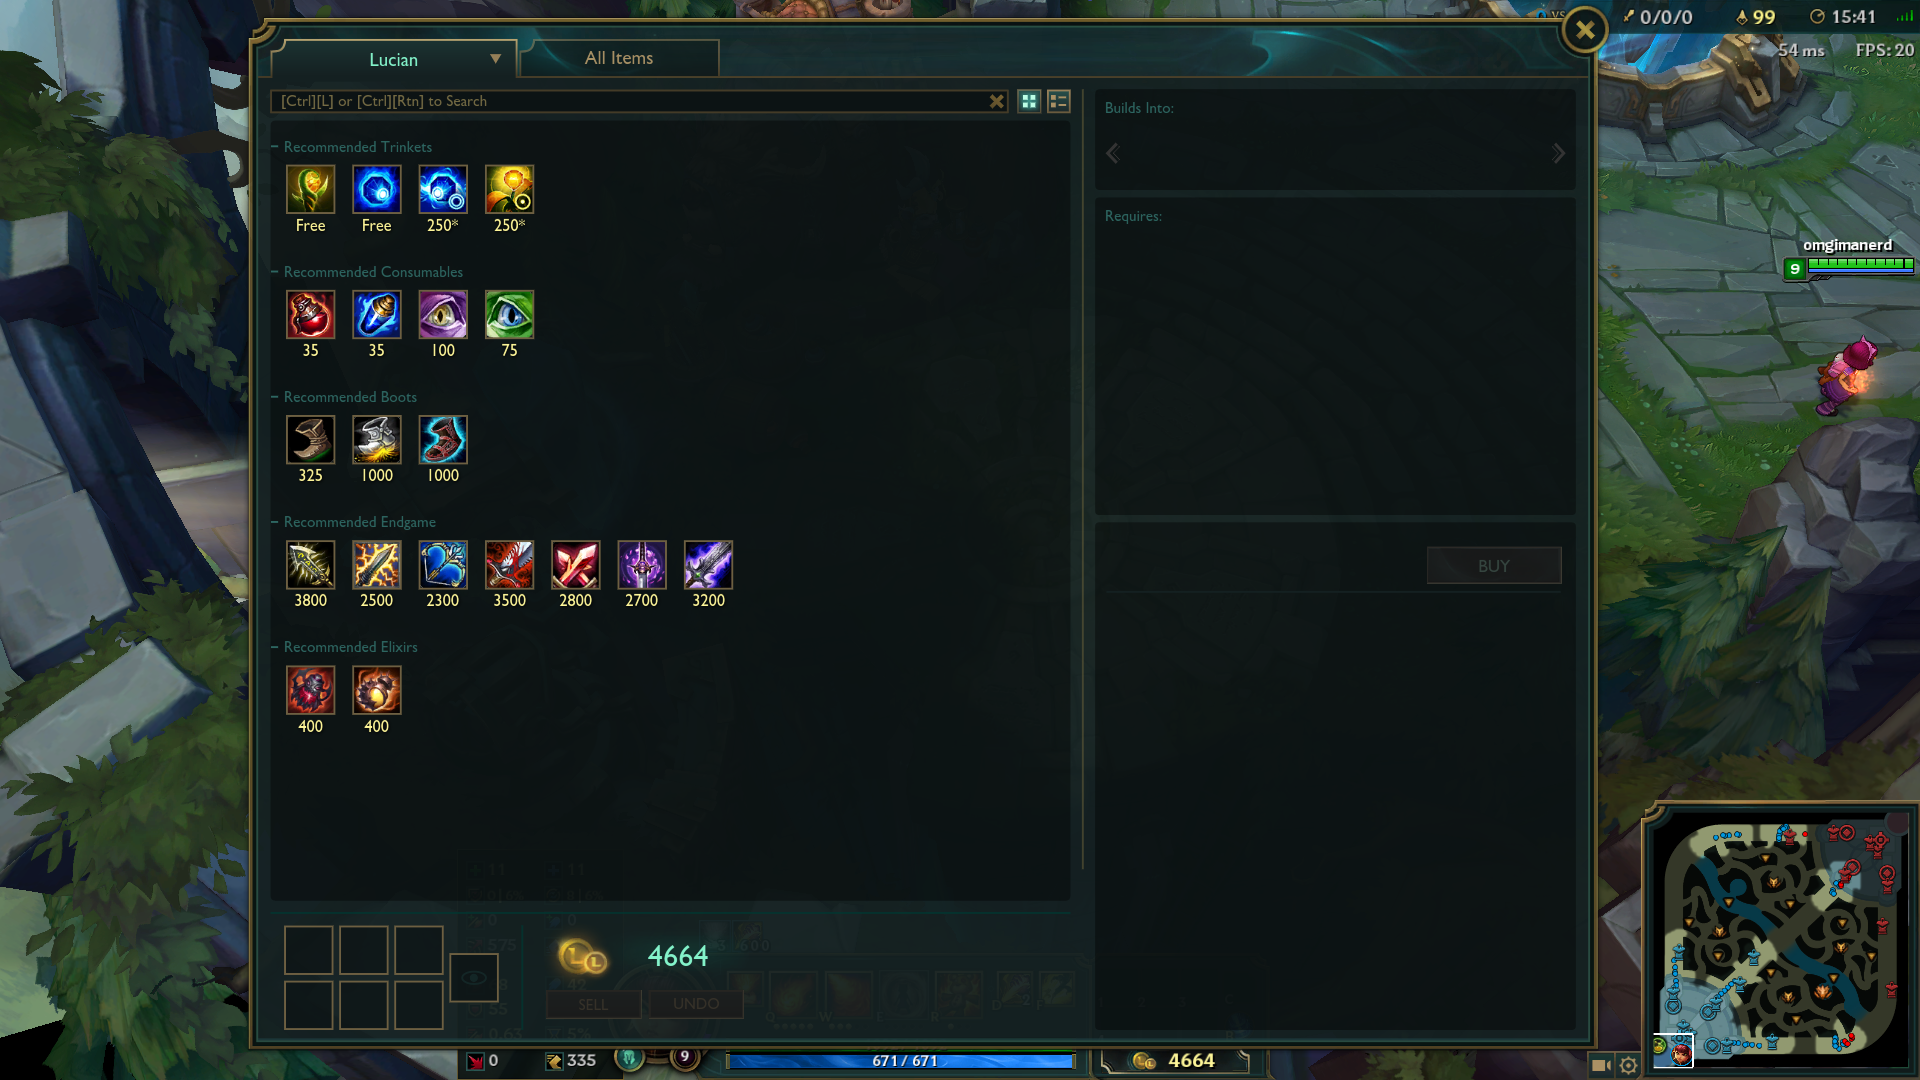 vs
0/0/0
99
15:41
54 ms
FPS: 20
Lucian
All Items
[Ctrl][L] or [Ctrl][Rtn] to Search
Recommended Trinkets
Free
Free
250*
250*
Recommended Consumables
35
35
100
75
Recommended Boots
325
1000
1000
Recommended Endgame
3800
2500
2300
3500
2800
2700
3200
Recommended Elixirs
400
400
Builds Into:
Requires:
BUY
omgimanerd
9
4664
SELL
UNDO
0
335
9
671 / 671
4664